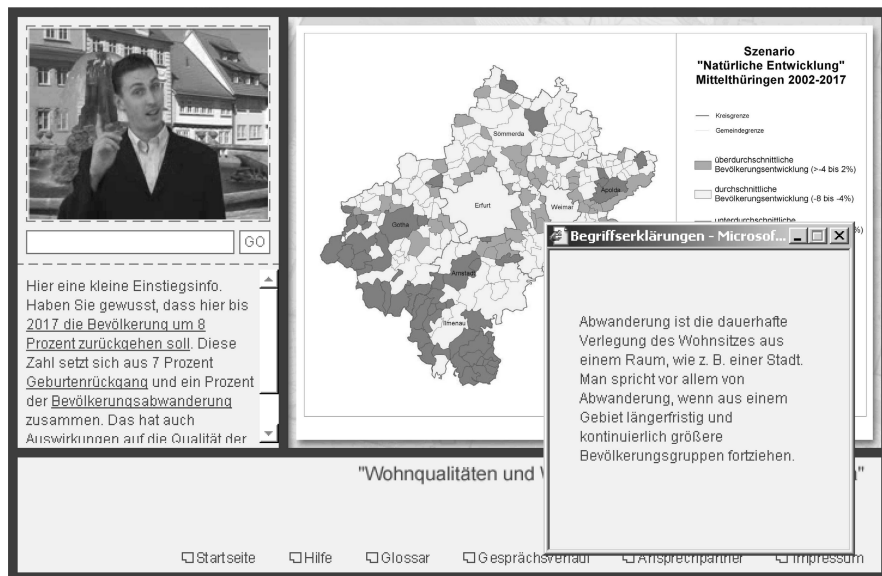 GO
Hier eine kleine Einstiegsinfo.
Haben Sie gewusst, dass hier bis
2017 die Bevölkerung um 8
Prozent zurückgehen soll. Diese
Zahl setzt sich aus 7 Prozent
Geburtenrückgang und ein Prozent
der Bevölkerungsabwanderung
zusammen. Das hat auch
Auswirkungen auf die Qualität der
Szenario
"Natürliche Entwicklung"
Mittelthüringen 2002-2017
Kreisgrenze
Gemeindegrenze
überdurchschnittliche
Bevölkerungsentwicklung (>-4 bis 2%)
durchschnittliche
Bevölkerungsentwicklung (-8 bis -4%)
unterdurchschnittliche
Sömmerda
Apolda
Erfurt
Weimar
Gotha
Arnstadt
Ilmenau
Begriffserklärungen - Microsof...
Abwanderung ist die dauerhafte
Verlegung des Wohnsitzes aus
einem Raum, wie z. B. einer Stadt.
Man spricht vor allem von
Abwanderung, wenn aus einem
Gebiet längerfristig und
kontinuierlich größere
Bevölkerungsgruppen fortziehen.
"Wohnqualitäten und
Startseite Hilfe Glossar Gesprächsverlauf Ansprechpartner Impressum